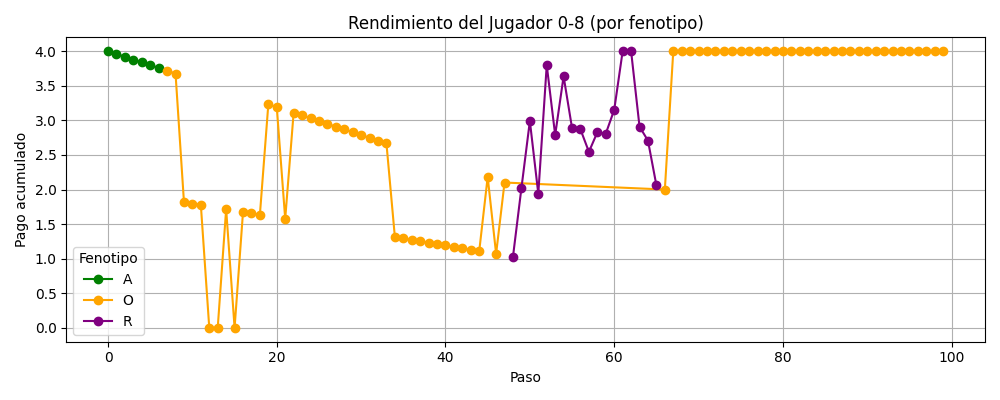 Rendimiento del Jugador 0-8 (por fenotipo)
Pago acumulado
4.0
3.5
3.0
2.5
2.0
1.5
1.0
0.5
0.0
Fenotipo
A
O
R
0
20
40
60
80
100
Paso